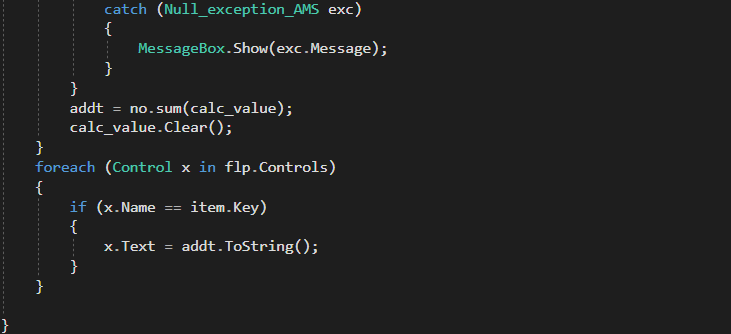 catch (Null_exception_AMS exc)
{
MessageBox.Show(exc.Message);
}
}
addt = no.sum(calc_value);
calc_value.Clear();
}
foreach (Control x in flp.Controls)
{
if (x.Name == item.Key)
{
x.Text = addt.ToString();
}
}
}